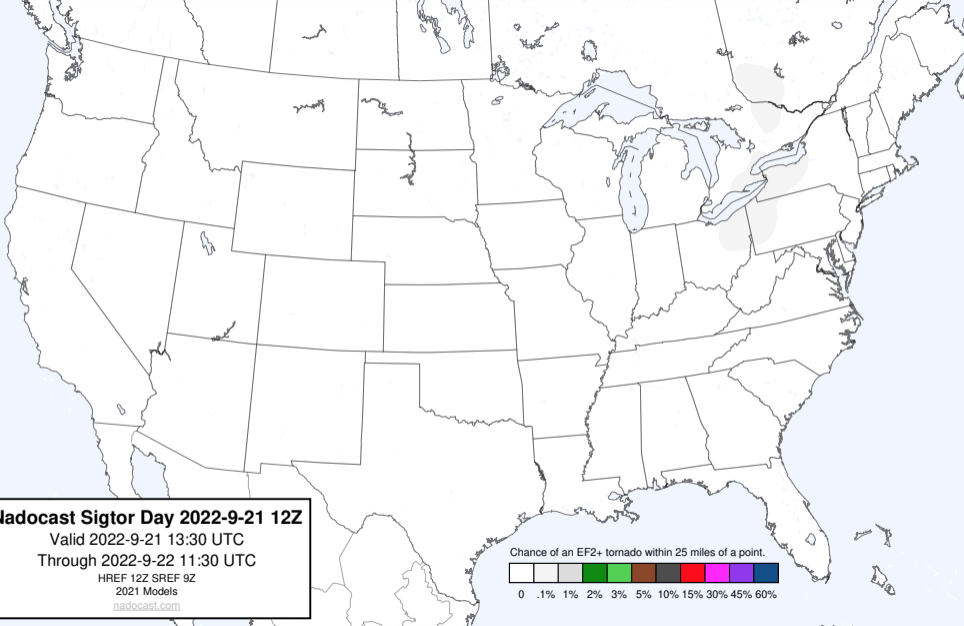 Nadocast Sigtor Day 2022-9-21 12Z
Valid 2022-9-21 13:30 UTC
Through 2022-9-22 11:30 UTC
HREF 12Z SREF 9Z
2021 Models
nadocast.com
Chance of an EF2+ tornado within 25 miles of a point.
0 .1% 1% 2% 3% 5% 10% 15% 30% 45% 60%